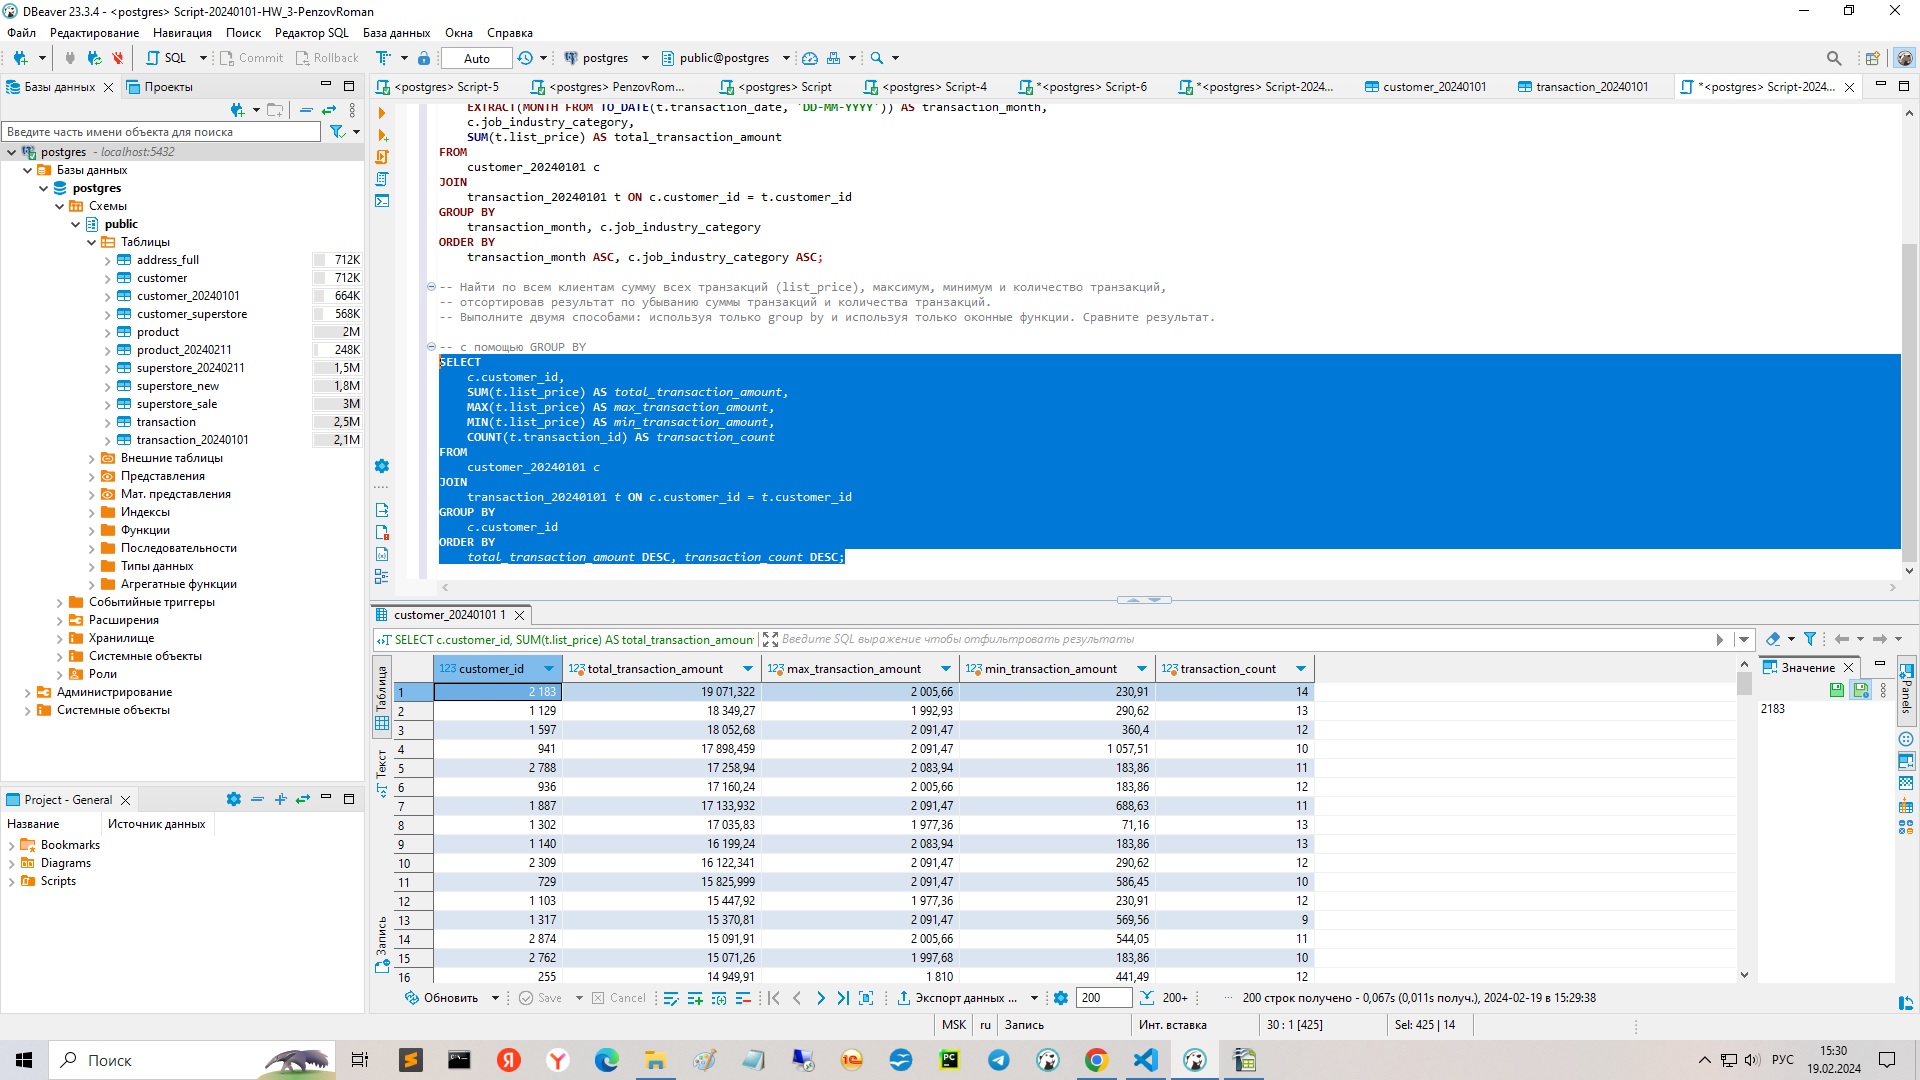 DBeaver 23.3.4 - <postgres> Script-20240101-HW_3-PenzovRoman
Файл Редактирование Навигация Поиск Редактор SQL База данных Окна Справка
SQL Commit Rollback Auto postgres public@postgres
Базы данных Проекты
<postgres> Script-5 <postgres> PenzovRom... <postgres> Script <postgres> Script-4 *<postgres> Script-6 *<postgres> Script-2024... customer_20240101 transaction_20240101 *<postgres> Script-2024...
Введите часть имени объекта для поиска
postgres - localhost:5432
Базы данных
postgres
Схемы
public
Таблицы
address_full 712K
customer 712K
customer_20240101 664K
customer_superstore 568K
product 2M
product_20240211 248K
superstore_20240211 1,5M
superstore_new 1,8M
superstore_sale 3M
transaction 2,5M
transaction_20240101 2,1M
Внешние таблицы
Представления
Мат. представления
Индексы
Функции
Последовательности
Типы данных
Агрегатные функции
Событийные триггеры
Расширения
Хранилище
Системные объекты
Роли
Администрирование
Системные объекты
Project - General
Название Источник данных
Bookmarks
Diagrams
Scripts
EXTRACT(MONTH FROM TO_DATE(t.transaction_date, 'DD-MM-YYYY')) AS transaction_month,
c.job_industry_category,
SUM(t.list_price) AS total_transaction_amount
FROM
customer_20240101 c
JOIN
transaction_20240101 t ON c.customer_id = t.customer_id
GROUP BY
transaction_month, c.job_industry_category
ORDER BY
transaction_month ASC, c.job_industry_category ASC;
-- Найти по всем клиентам сумму всех транзакций (list_price), максимум, минимум и количество транзакций,
-- отсортировав результат по убыванию суммы транзакций и количества транзакций.
-- Выполните двумя способами: используя только group by и используя только оконные функции. Сравните результат.
-- с помощью GROUP BY
SELECT
c.customer_id,
SUM(t.list_price) AS total_transaction_amount,
MAX(t.list_price) AS max_transaction_amount,
MIN(t.list_price) AS min_transaction_amount,
COUNT(t.transaction_id) AS transaction_count
FROM
customer_20240101 c
JOIN
transaction_20240101 t ON c.customer_id = t.customer_id
GROUP BY
c.customer_id
ORDER BY
total_transaction_amount DESC, transaction_count DESC;
customer_20240101 1
SELECT c.customer_id, SUM(t.list_price) AS total_transaction_amoun Введите SQL выражение чтобы отфильтровать результаты
Таблица
Текст
Запись
123 customer_id 123 total_transaction_amount 123 max_transaction_amount 123 min_transaction_amount 123 transaction_count
1 2 183 19 071,322 2 005,66 230,91 14
2 1 129 18 349,27 1 992,93 290,62 13
3 1 597 18 052,68 2 091,47 360,4 12
4 941 17 898,459 2 091,47 1 057,51 10
5 2 788 17 258,94 2 083,94 183,86 11
6 936 17 160,24 2 005,66 183,86 12
7 1 887 17 133,932 2 091,47 688,63 11
8 1 302 17 035,83 1 977,36 71,16 13
9 1 140 16 199,24 2 083,94 183,86 13
10 2 309 16 122,341 2 091,47 290,62 12
11 729 15 825,999 2 091,47 586,45 10
12 1 103 15 447,92 1 977,36 230,91 12
13 1 317 15 370,81 2 091,47 569,56 9
14 2 874 15 091,91 2 005,66 544,05 11
15 2 762 15 071,26 1 997,68 183,86 10
16 255 14 949,91 1 810 441,49 12
Значение
2183
Panels
Обновить Save Cancel Экспорт данных ... 200 200+ 200 строк получено - 0,067s (0,011s получ.), 2024-02-19 в 15:29:38
MSK ru Запись Инт. вставка 30 : 1 [425] Sel: 425 | 14
Поиск
РУС
15:30
19.02.2024